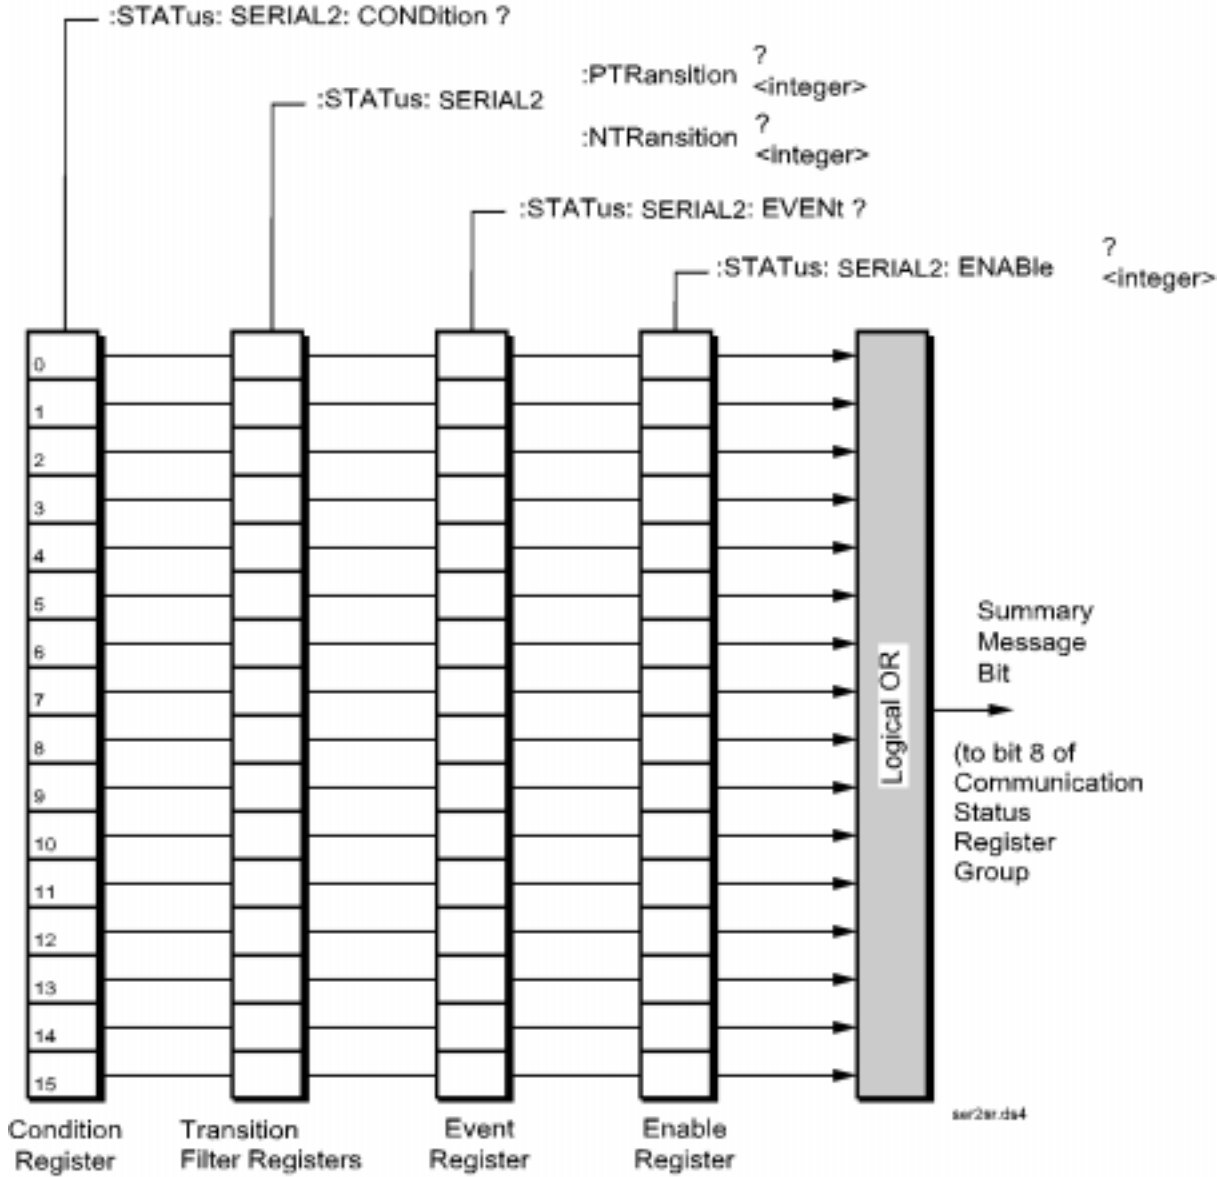 :STATus: SERIAL2: CONDition ?
?
:PTRansition <integer>
:STATus: SERIAL2
?
:NTRansition <integer>
:STATus: SERIAL2: EVENt ?
?
:STATus: SERIAL2: ENABle <integer>
0
1
2
3
4
5
6
7
8
9
10
11
12
13
14
15
Logical OR
Summary
Message
Bit
(to bit 8 of
Communication
Status
Register
Group
ser2sr.ds4
Condition
Register
Transition
Filter Registers
Event
Register
Enable
Register